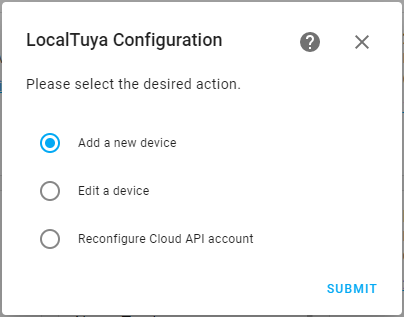 LocalTuya Configuration
Please select the desired action.
Add a new device
Edit a device
Reconfigure Cloud API account
SUBMIT